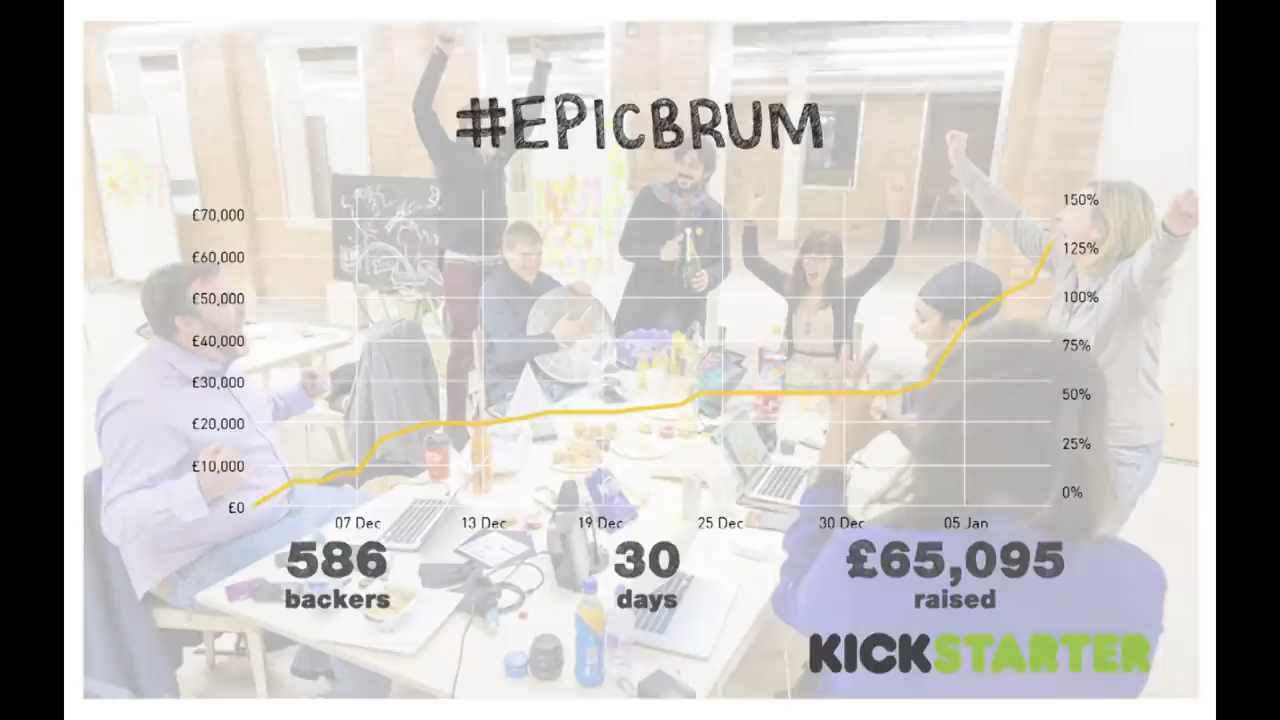 #EPICBRUM
£70,000
£60,000
£50,000
£40,000
£30,000
£20,000
£10,000
£0
150%
125%
100%
75%
50%
25%
0%
07 Dec
13 Dec
19 Dec
25 Dec
30 Dec
05 Jan
586
backers
30
days
£65,095
raised
KICKSTARTER